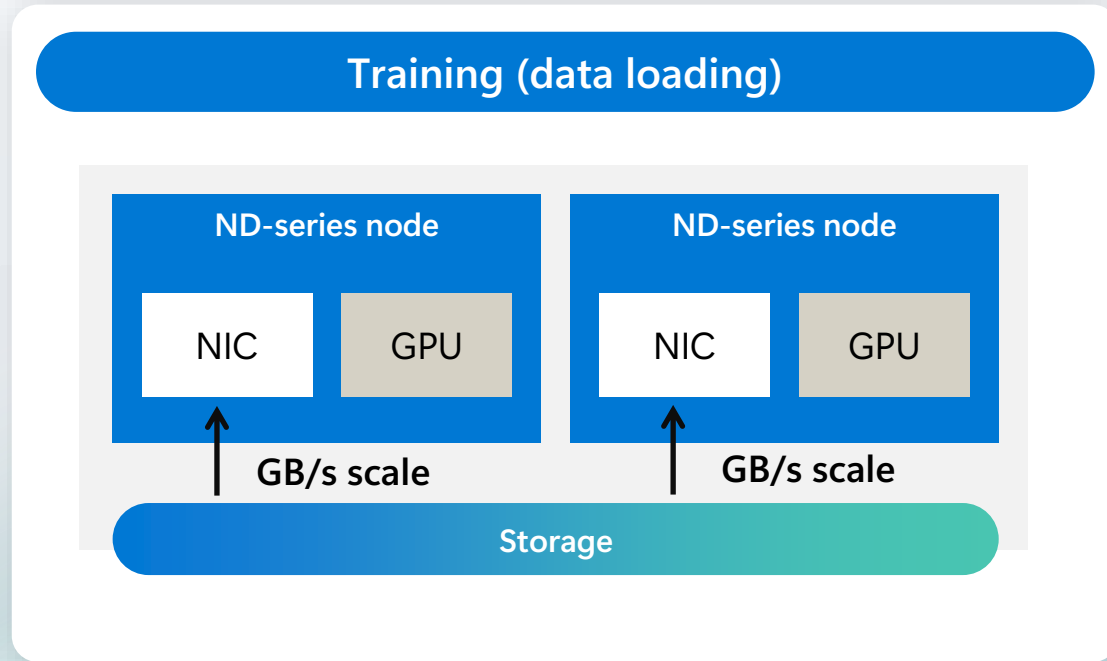 Training (data loading)
ND-series node
ND-series node
NIC
GPU
NIC
GPU
GB/s scale
GB/s scale
Storage